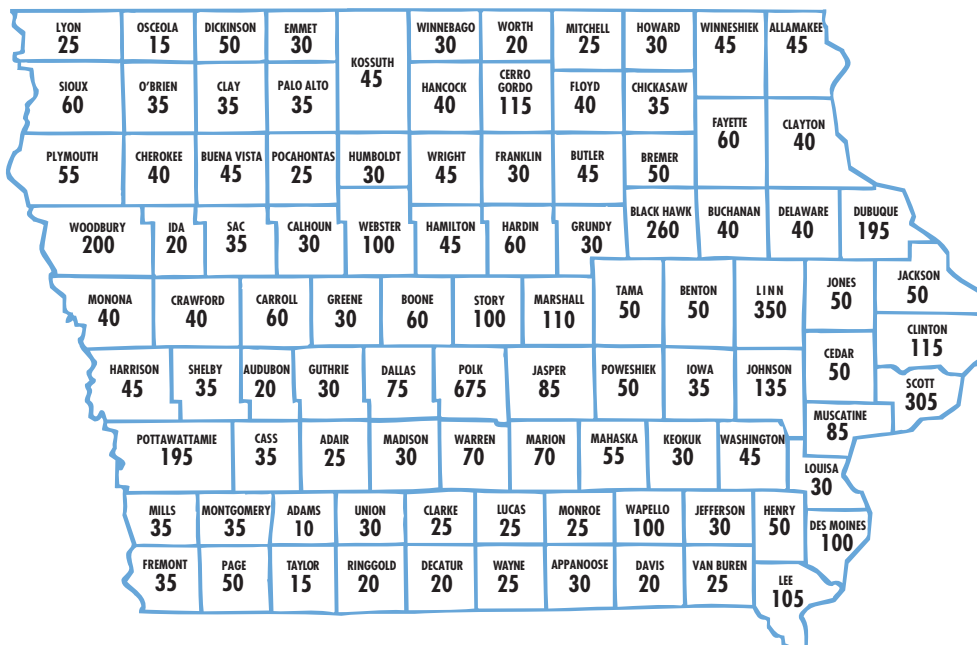 LYON
25
OSCEOLA
15
DICKINSON
50
EMMET
30
KOSSUTH
45
WINNEBAGO
30
WORTH
20
MITCHELL
25
HOWARD
30
WINNESHIEK
45
ALLAMAKEE
45
SIOUX
60
O'BRIEN
35
CLAY
35
PALO ALTO
35
HANCOCK
40
CERRO
GORDO
115
FLOYD
40
CHICKASAW
35
FAYETTE
60
CLAYTON
40
PLYMOUTH
55
CHEROKEE
40
BUENA VISTA
45
POCAHONTAS
25
HUMBOLDT
30
WRIGHT
45
FRANKLIN
30
BUTLER
45
BREMER
50
WOODBURY
200
IDA
20
SAC
35
CALHOUN
30
WEBSTER
100
HAMILTON
45
HARDIN
60
GRUNDY
30
BLACK HAWK
260
BUCHANAN
40
DELAWARE
40
DUBUQUE
195
MONONA
40
CRAWFORD
40
CARROLL
60
GREENE
30
BOONE
60
STORY
100
MARSHALL
110
TAMA
50
BENTON
50
LINN
350
JONES
50
JACKSON
50
CLINTON
115
HARRISON
45
SHELBY
35
AUDUBON
20
GUTHRIE
30
DALLAS
75
POLK
675
JASPER
85
POWESHIEK
50
IOWA
35
JOHNSON
135
CEDAR
50
SCOTT
305
MUSCATINE
85
POTTAWATTAMIE
195
CASS
35
ADAIR
25
MADISON
30
WARREN
70
MARION
70
MAHASKA
55
KEOKUK
30
WASHINGTON
45
LOUISA
30
MILLS
35
MONTGOMERY
35
ADAMS
10
UNION
30
CLARKE
25
LUCAS
25
MONROE
25
WAPELLO
100
JEFFERSON
30
HENRY
50
DES MOINES
100
FREMONT
35
PAGE
50
TAYLOR
15
RINGGOLD
20
DECATUR
20
WAYNE
25
APPANOOSE
30
DAVIS
20
VAN BUREN
25
LEE
105